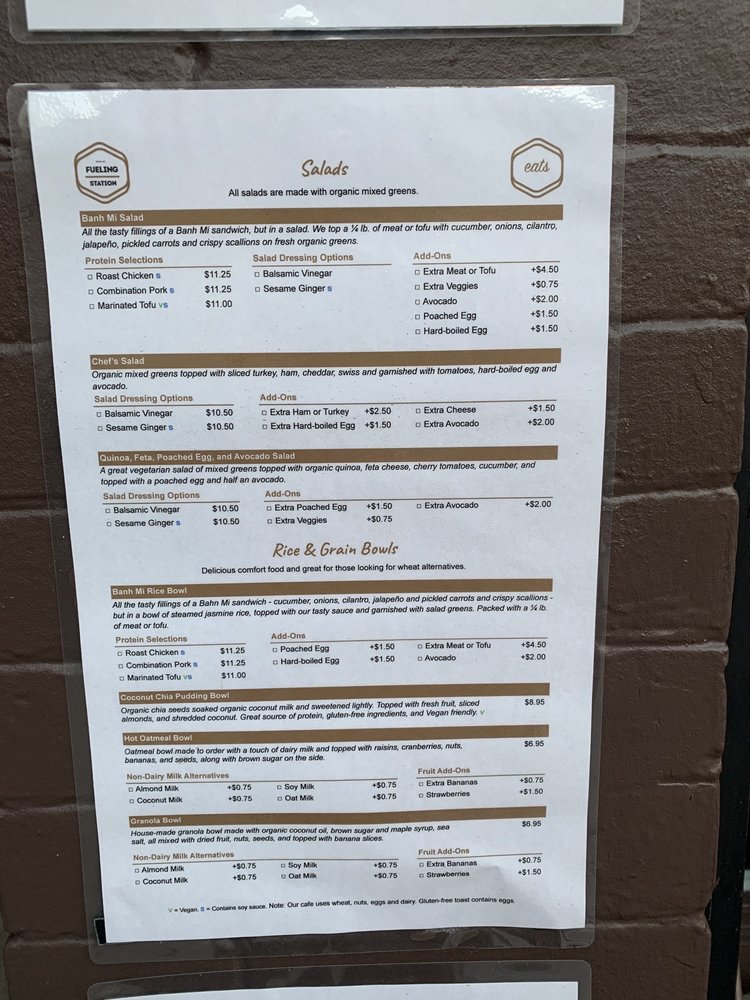 FUELING
STATION
eats
Salads
All salads are made with organic mixed greens.
Banh Mi Salad
All the tasty fillings of a Banh Mi sandwich, but in a salad. We top a ¼ lb. of meat or tofu with cucumber, onions, cilantro,
jalapeño, pickled carrots and crispy scallions on fresh organic greens.
Protein Selections Salad Dressing Options Add-Ons
Roast Chicken S $11.25 Balsamic Vinegar Extra Meat or Tofu +$4.50
Combination Pork S $11.25 Sesame Ginger S Extra Veggies +$0.75
Marinated Tofu VS $11.00 Avocado +$2.00
Poached Egg +$1.50
Hard-boiled Egg +$1.50
Chef's Salad
Organic mixed greens topped with sliced turkey, ham, cheddar, swiss and garnished with tomatoes, hard-boiled egg and
avocado.
Salad Dressing Options Add-Ons
Balsamic Vinegar $10.50 Extra Ham or Turkey +$2.50 Extra Cheese +$1.50
Sesame Ginger S $10.50 Extra Hard-boiled Egg +$1.50 Extra Avocado +$2.00
Quinoa, Feta, Poached Egg, and Avocado Salad
A great vegetarian salad of mixed greens topped with organic quinoa, feta cheese, cherry tomatoes, cucumber, and
topped with a poached egg and half an avocado.
Salad Dressing Options Add-Ons
Balsamic Vinegar $10.50 Extra Poached Egg +$1.50 Extra Avocado +$2.00
Sesame Ginger S $10.50 Extra Veggies +$0.75
Rice & Grain Bowls
Delicious comfort food and great for those looking for wheat alternatives.
Banh Mi Rice Bowl
All the tasty fillings of a Bahn Mi sandwich - cucumber, onions, cilantro, jalapeño and pickled carrots and crispy scallions -
but in a bowl of steamed jasmine rice, topped with our tasty sauce and garnished with salad greens. Packed with a ¼ lb.
of meat or tofu.
Protein Selections Add-Ons
Roast Chicken S $11.25 Poached Egg +$1.50 Extra Meat or Tofu +$4.50
Combination Pork S $11.25 Hard-boiled Egg +$1.50 Avocado +$2.00
Marinated Tofu VS $11.00
Coconut Chia Pudding Bowl
Organic chia seeds soaked organic coconut milk and sweetened lightly. Topped with fresh fruit, sliced $8.95
almonds, and shredded coconut. Great source of protein, gluten-free ingredients, and Vegan friendly. V
Hot Oatmeal Bowl
Oatmeal bowl made to order with a touch of dairy milk and topped with raisins, cranberries, nuts, $6.95
bananas, and seeds, along with brown sugar on the side.
Non-Dairy Milk Alternatives Fruit Add-Ons
Almond Milk +$0.75 Soy Milk +$0.75 Extra Bananas +$0.75
Coconut Milk +$0.75 Oat Milk +$0.75 Strawberries +$1.50
Granola Bowl
House-made granola bowl made with organic coconut oil, brown sugar and maple syrup, sea $6.95
salt, all mixed with dried fruit, nuts, seeds, and topped with banana slices.
Non-Dairy Milk Alternatives Fruit Add-Ons
Almond Milk +$0.75 Soy Milk +$0.75 Extra Bananas +$0.75
Coconut Milk +$0.75 Oat Milk +$0.75 Strawberries +$1.50
V = Vegan. S = Contains soy sauce. Note: Our cafe uses wheat, nuts, eggs and dairy. Gluten-free toast contains eggs.